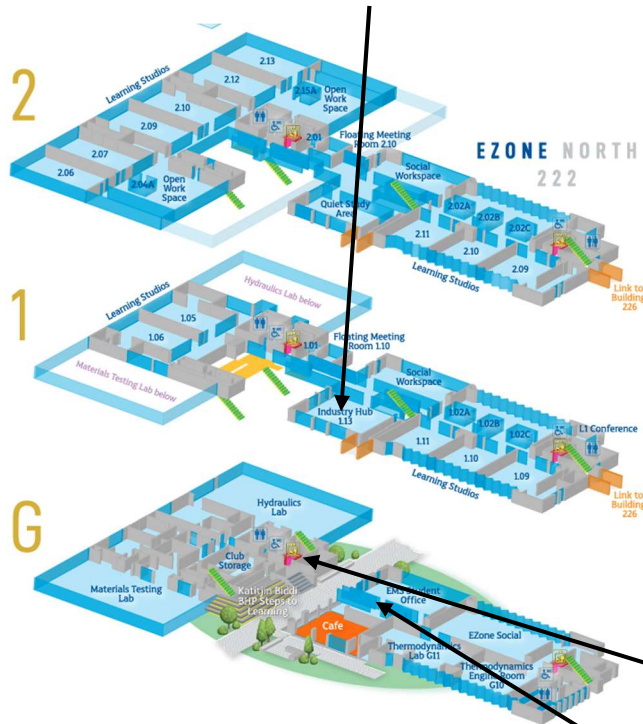 2
Learning Studios
2.13
2.12
2.10
2.09
2.07
2.06
2.15A
Open
Work
Space
2.01
2.04A
Open
Work
Space
Floating Meeting
Room 2.10
EZONE NORTH
222
Social
Workspace
Quiet Study
Area
2.02A
2.02B
2.02C
2.11
2.10
2.09
Learning Studios
Link to
Building
226
1
Learning Studios
Hydraulics Lab below
1.05
1.06
1.01
Materials Testing Lab below
Floating Meeting
Room 1.10
Social
Workspace
Industry Hub
1.13
1.02A
1.02B
1.02C
L1 Conference
1.11
1.10
1.09
Learning Studios
Link to
Building
226
G
Hydraulics
Lab
Club
Storage
Materials Testing
Lab
Katitjin Bidi
BHP Steps to
Learning
EMS Student
Office
Cafe
EZone Social
Thermodynamics
Lab G11
Thermodynamics
Engine Room
G10